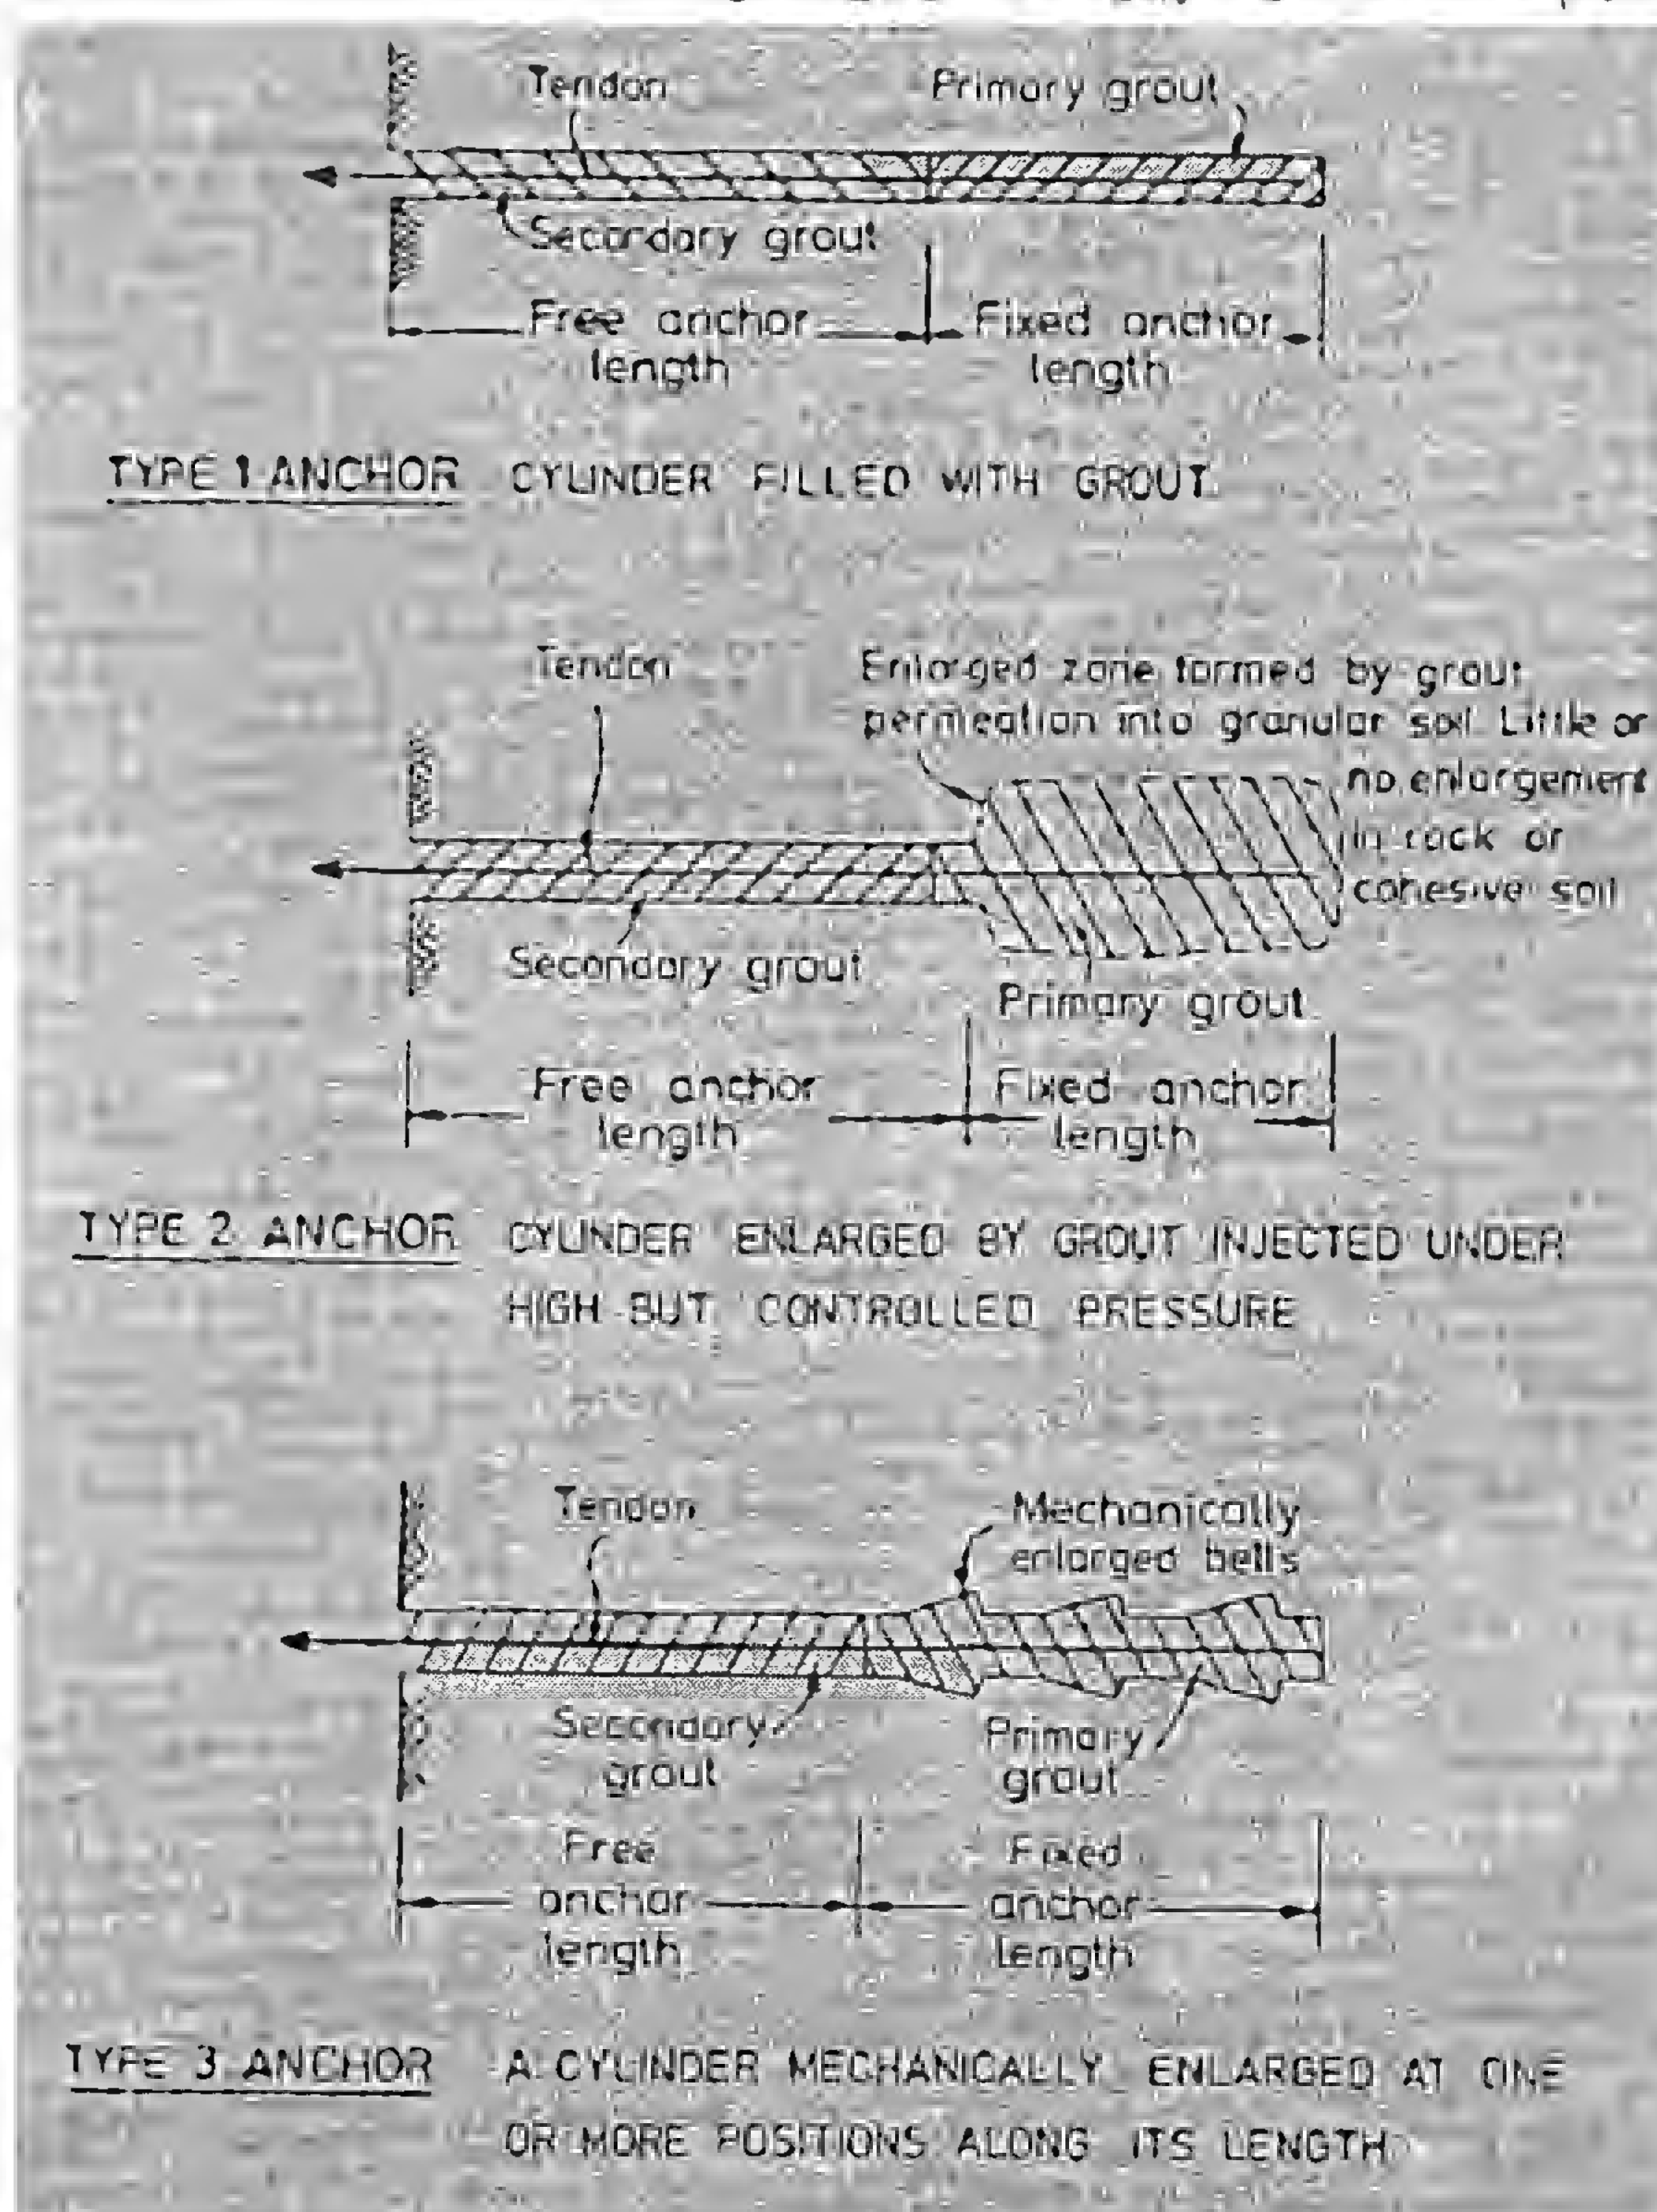 Tendon
Primary grout
Secondary grout
Free anchor length
Fixed anchor length
TYPE 1 ANCHOR CYLINDER FILLED WITH GROUT.
Tendon
Enlarged zone formed by grout
permeation into granular soil. Little or
no enlargement
in rock or
cohesive soil
Secondary grout
Primary grout
Free anchor length
Fixed anchor length
TYPE 2 ANCHOR CYLINDER ENLARGED BY GROUT INJECTED UNDER
HIGH BUT CONTROLLED PRESSURE
Tendon
Mechanically
enlarged bells
Secondary
grout
Primary
grout
Free
anchor
length
Fixed
anchor
length
TYPE 3 ANCHOR A CYLINDER MECHANICALLY ENLARGED AT ONE
OR MORE POSITIONS ALONG ITS LENGTH